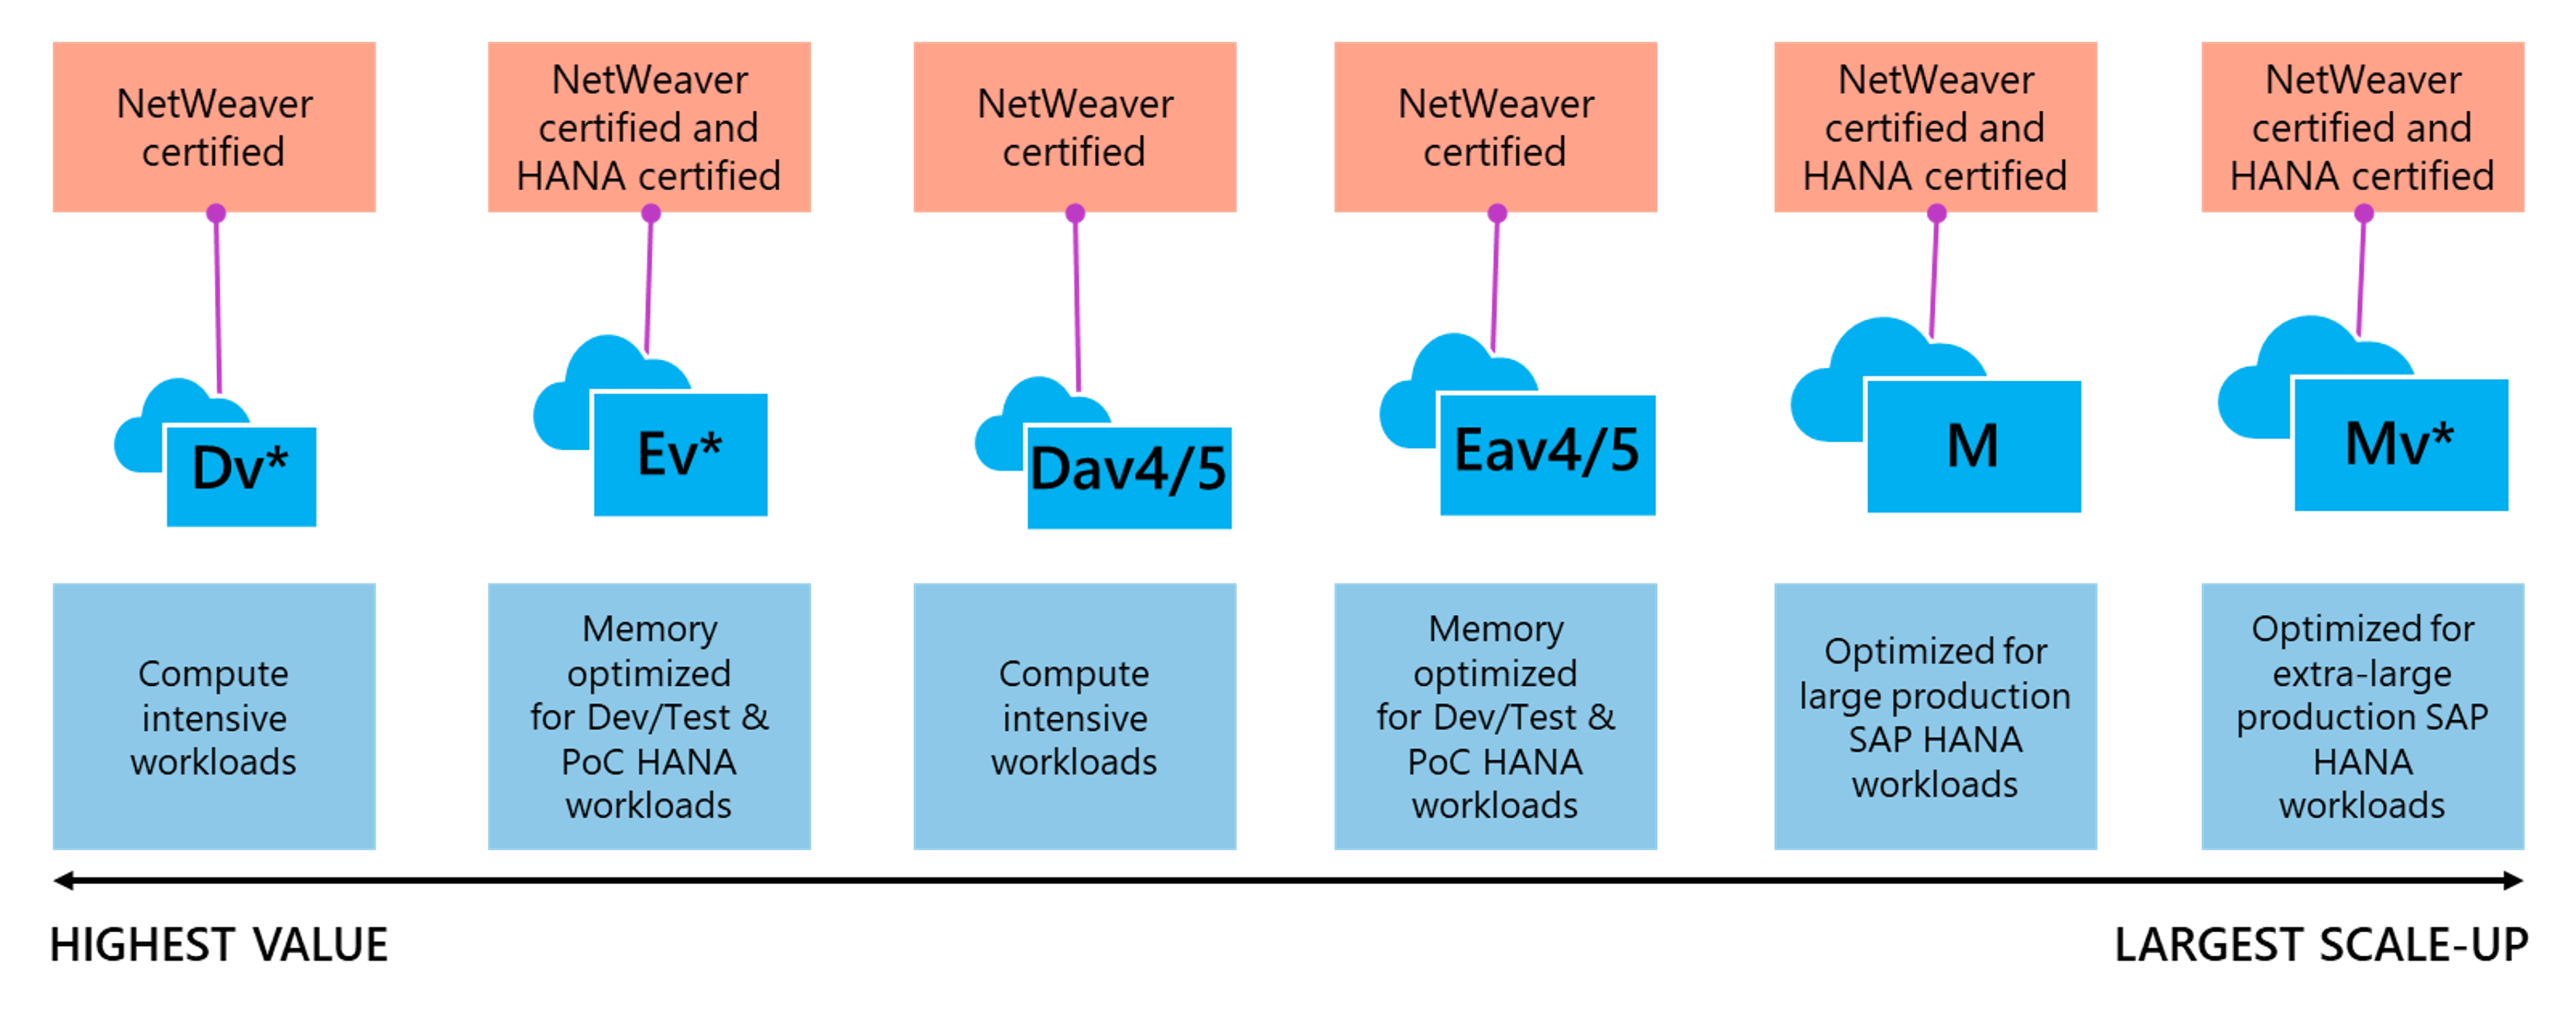 NetWeaver
certified
NetWeaver
certified and
HANA certified
NetWeaver
certified
NetWeaver
certified
NetWeaver
certified and
HANA certified
NetWeaver
certified and
HANA certified
Dv*
Ev*
Dav4/5
Eav4/5
M
Mv*
Compute
intensive
workloads
Memory
optimized
for Dev/Test &
PoC HANA
workloads
Compute
intensive
workloads
Memory
optimized
for Dev/Test &
PoC HANA
workloads
Optimized for
large production
SAP HANA
workloads
Optimized for
extra-large
production SAP
HANA
workloads
HIGHEST VALUE
LARGEST SCALE-UP